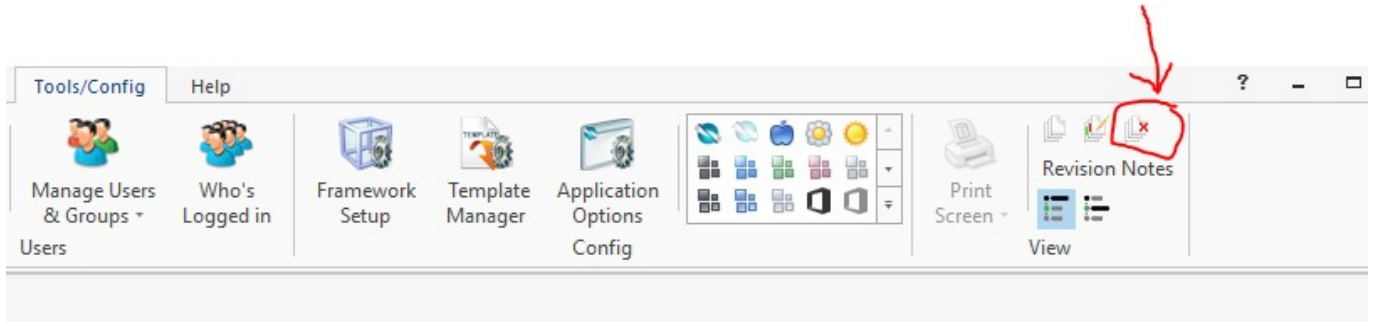 Tools/Config Help ?
Manage Users
& Groups
Who's
Logged in
Users
Framework
Setup
TEMPLATE
Template
Manager
Application
Options
Config
Print
Screen
Revision Notes
View